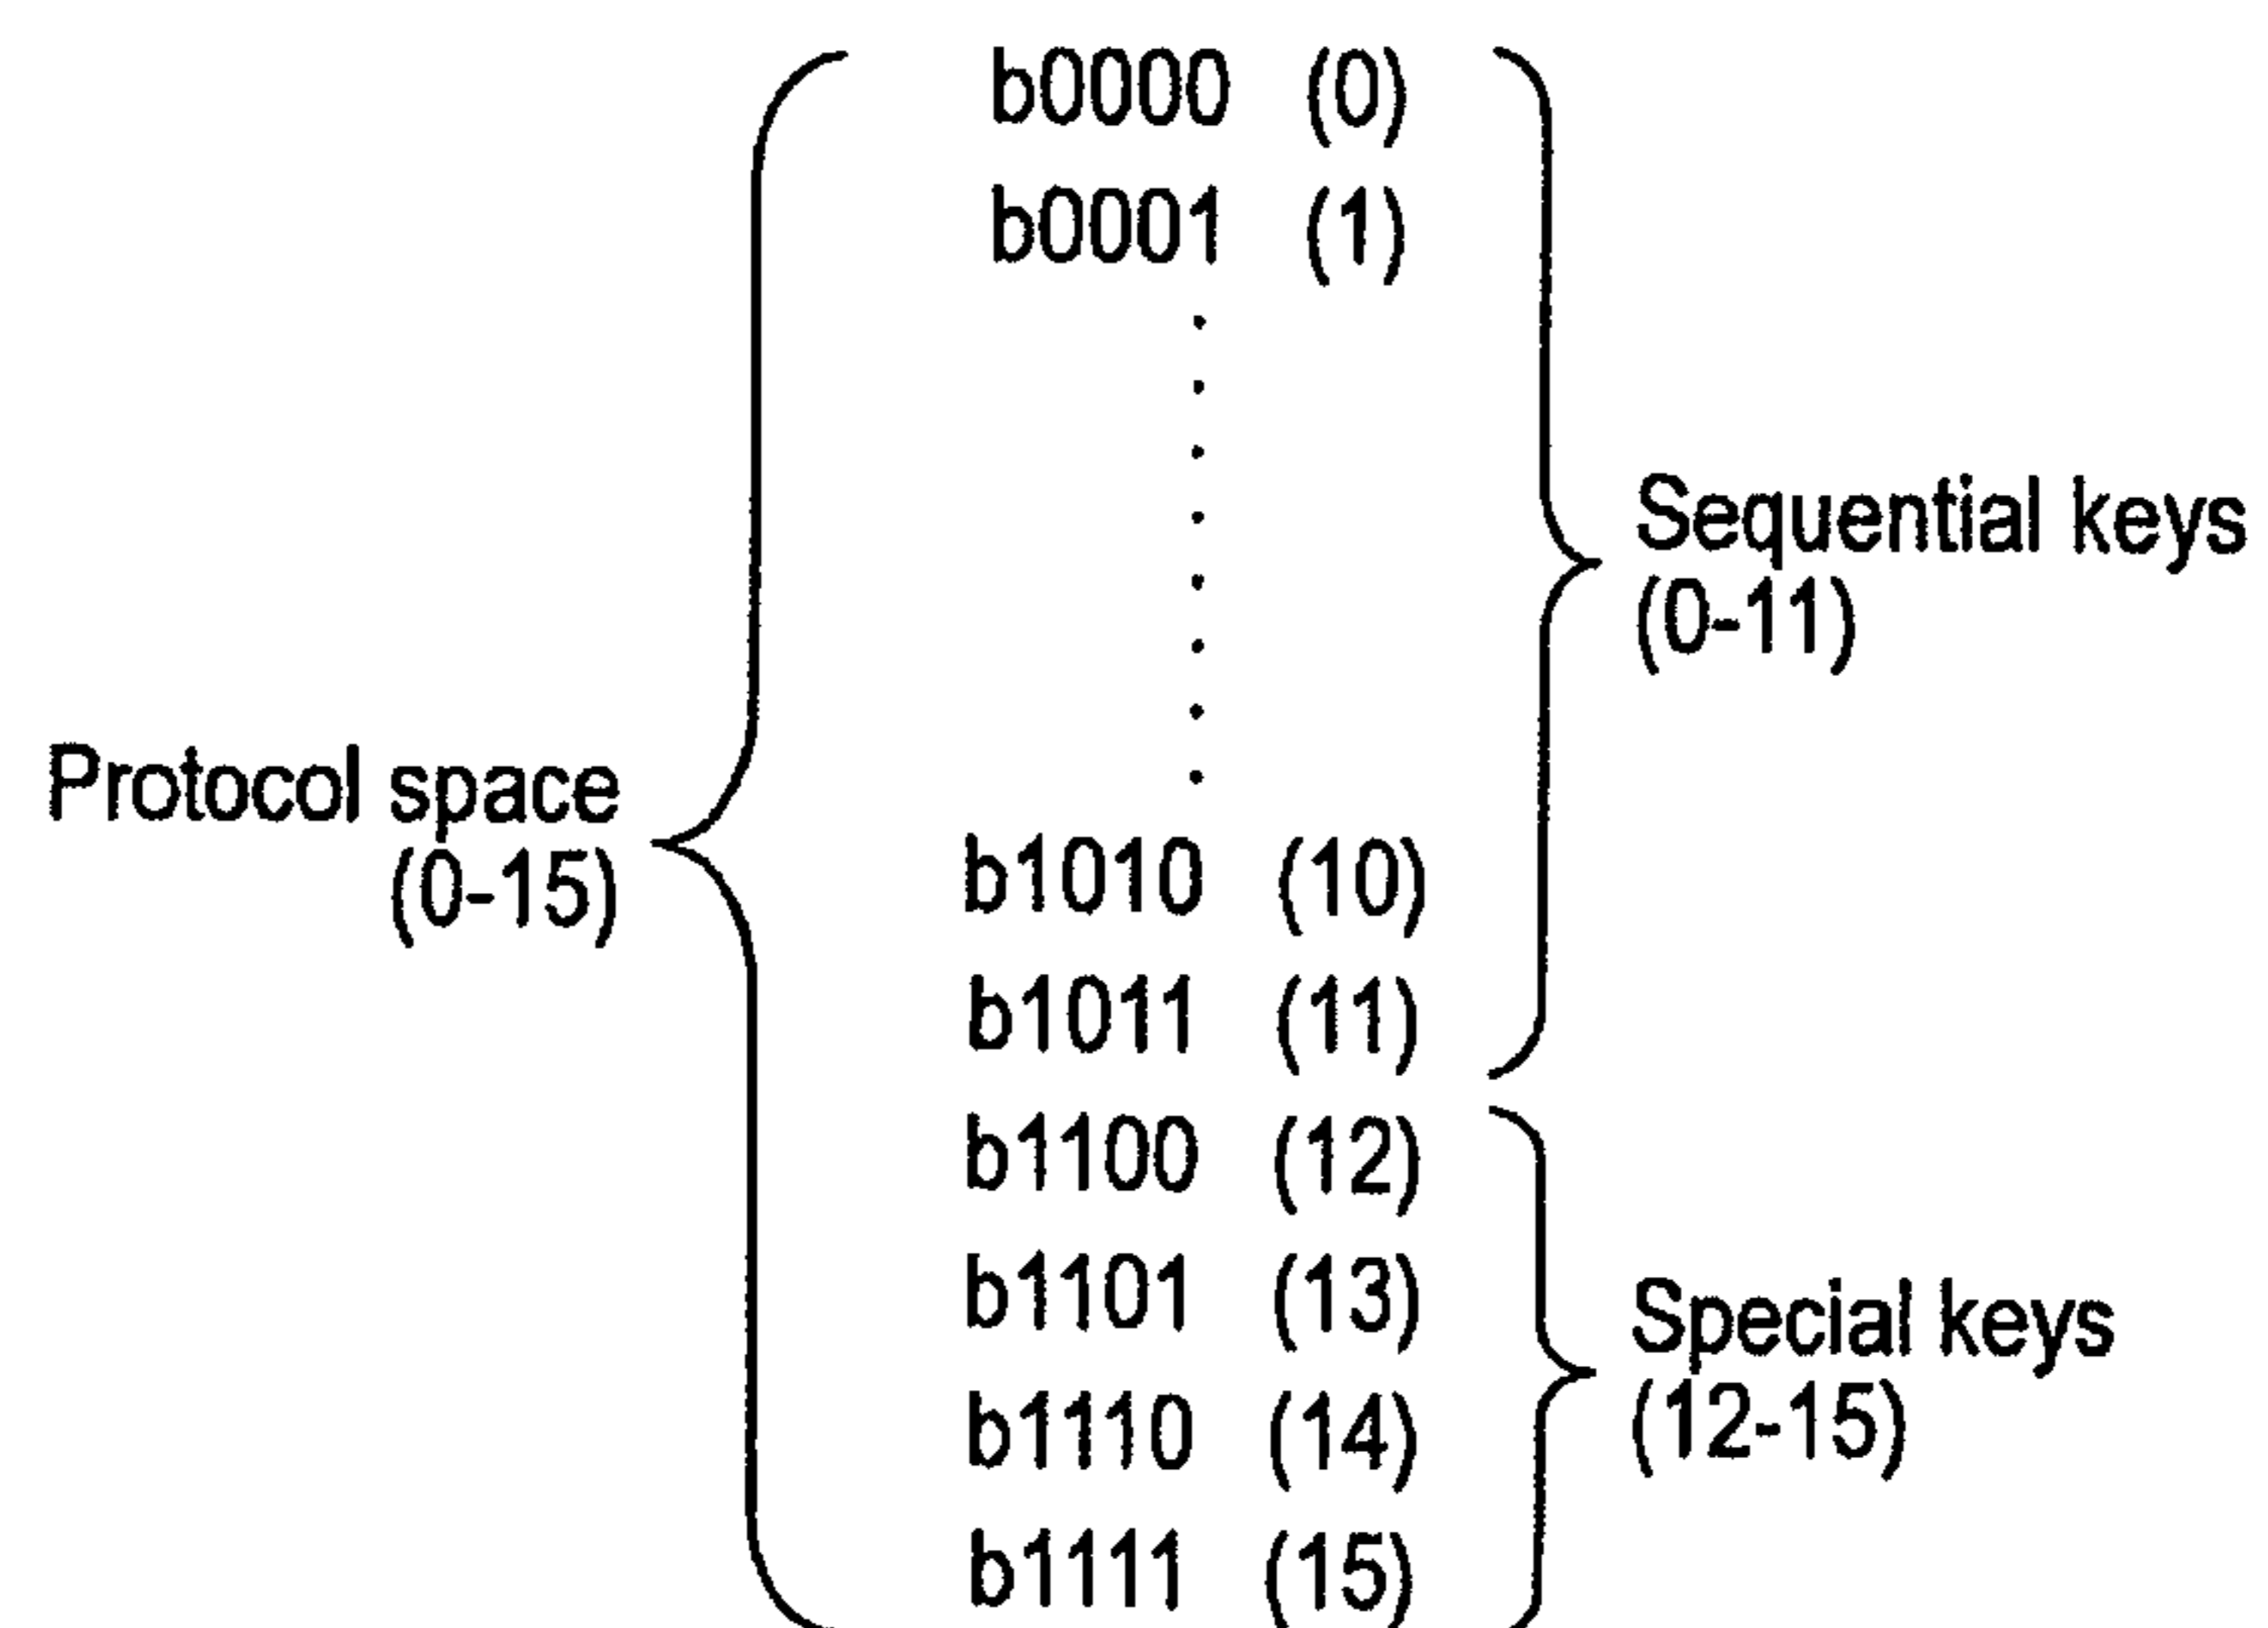 b0000 (0)
b0001 (1)
.
.
.
.
.
.
.
.
Sequential keys
(0-11)
Protocol space
(0-15)
b1010 (10)
b1011 (11)
b1100 (12)
b1101 (13)
b1110 (14)
b1111 (15)
Special keys
(12-15)